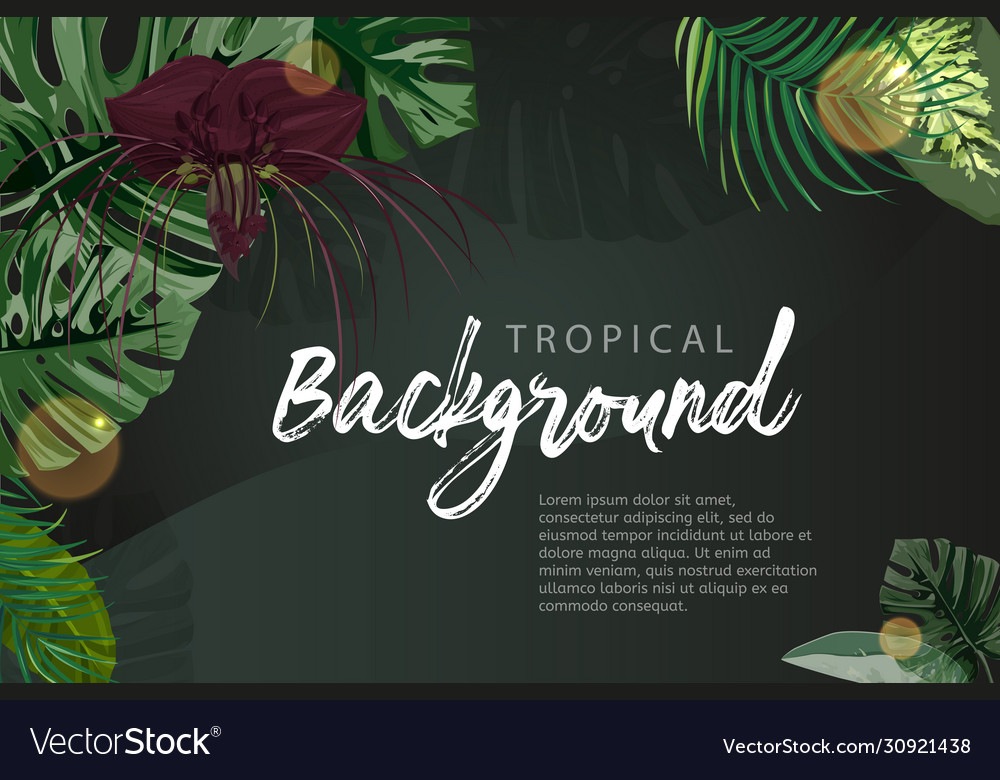 TROPICAL
Background
Lorem ipsum dolor sit amet,
consectetur adipiscing elit, sed do
eiusmod tempor incididunt ut labore et
dolore magna aliqua. Ut enim ad
minim veniam, quis nostrud exercitation
ullamco laboris nisi ut aliquip ex ea
commodo consequat.
VectorStock®
VectorStock.com/30921438